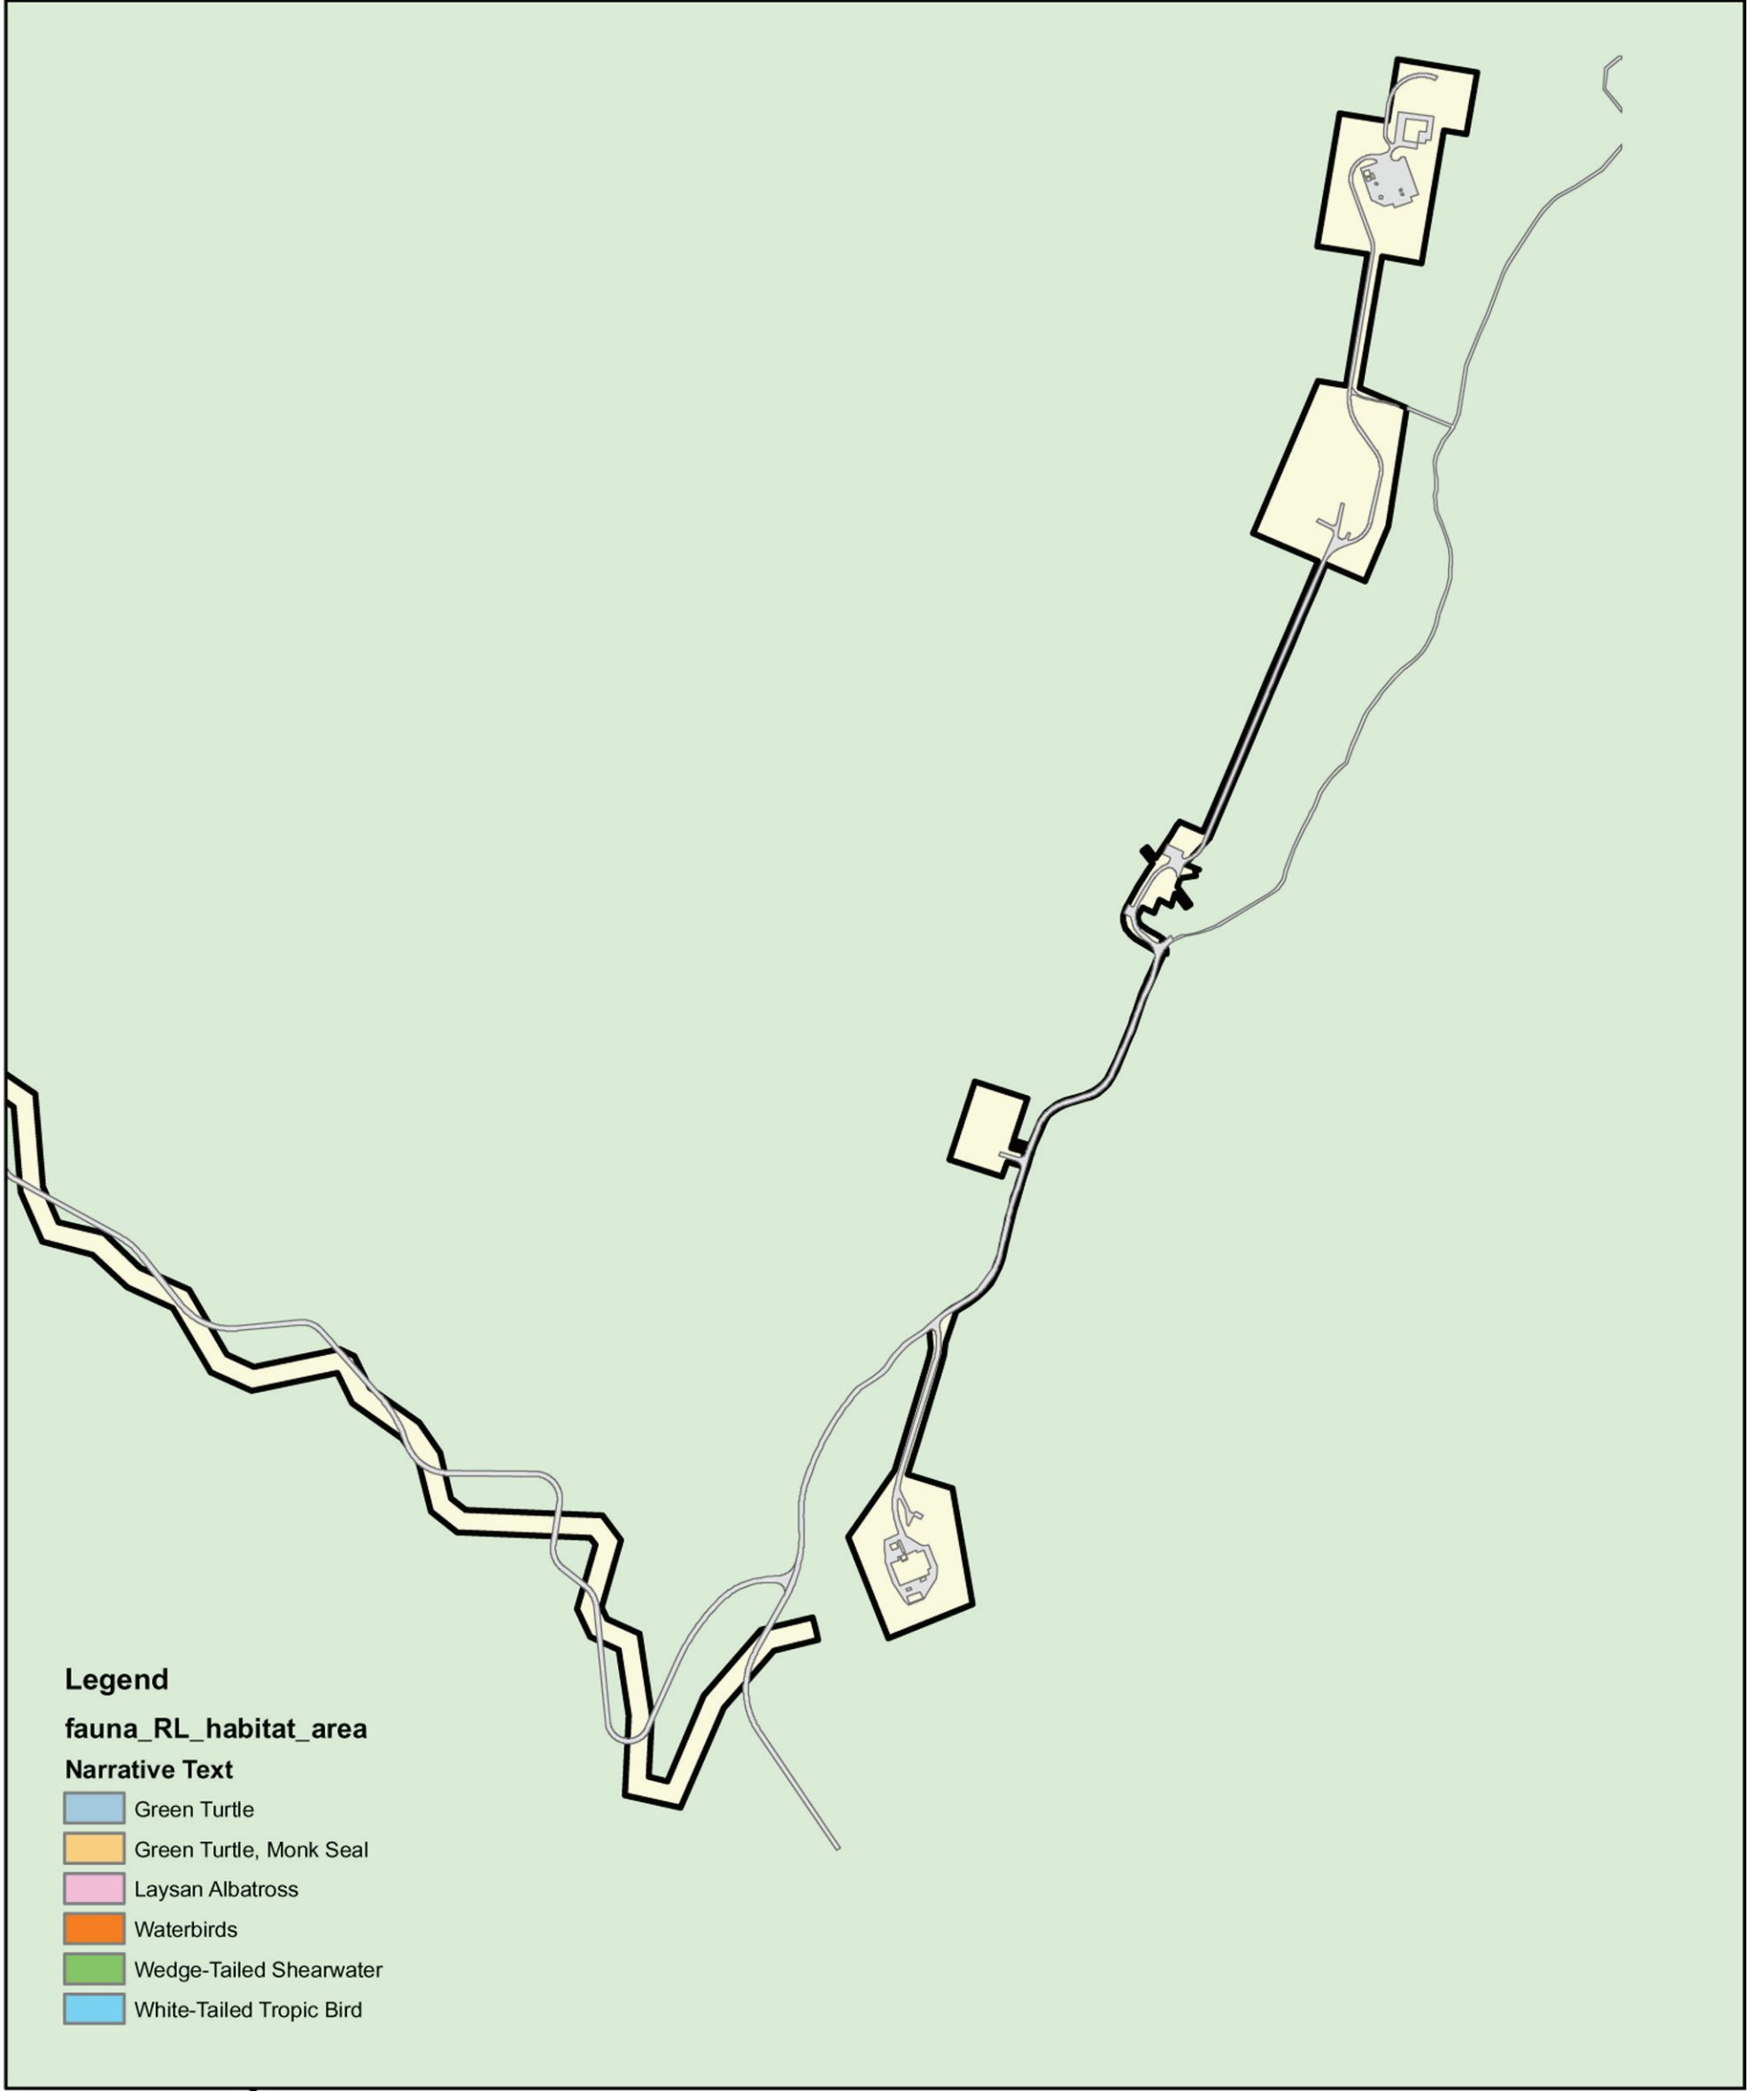 Legend
fauna_RL_habitat_area
Narrative Text
Green Turtle
Green Turtle, Monk Seal
Laysan Albatross
Waterbirds
Wedge-Tailed Shearwater
White-Tailed Tropic Bird